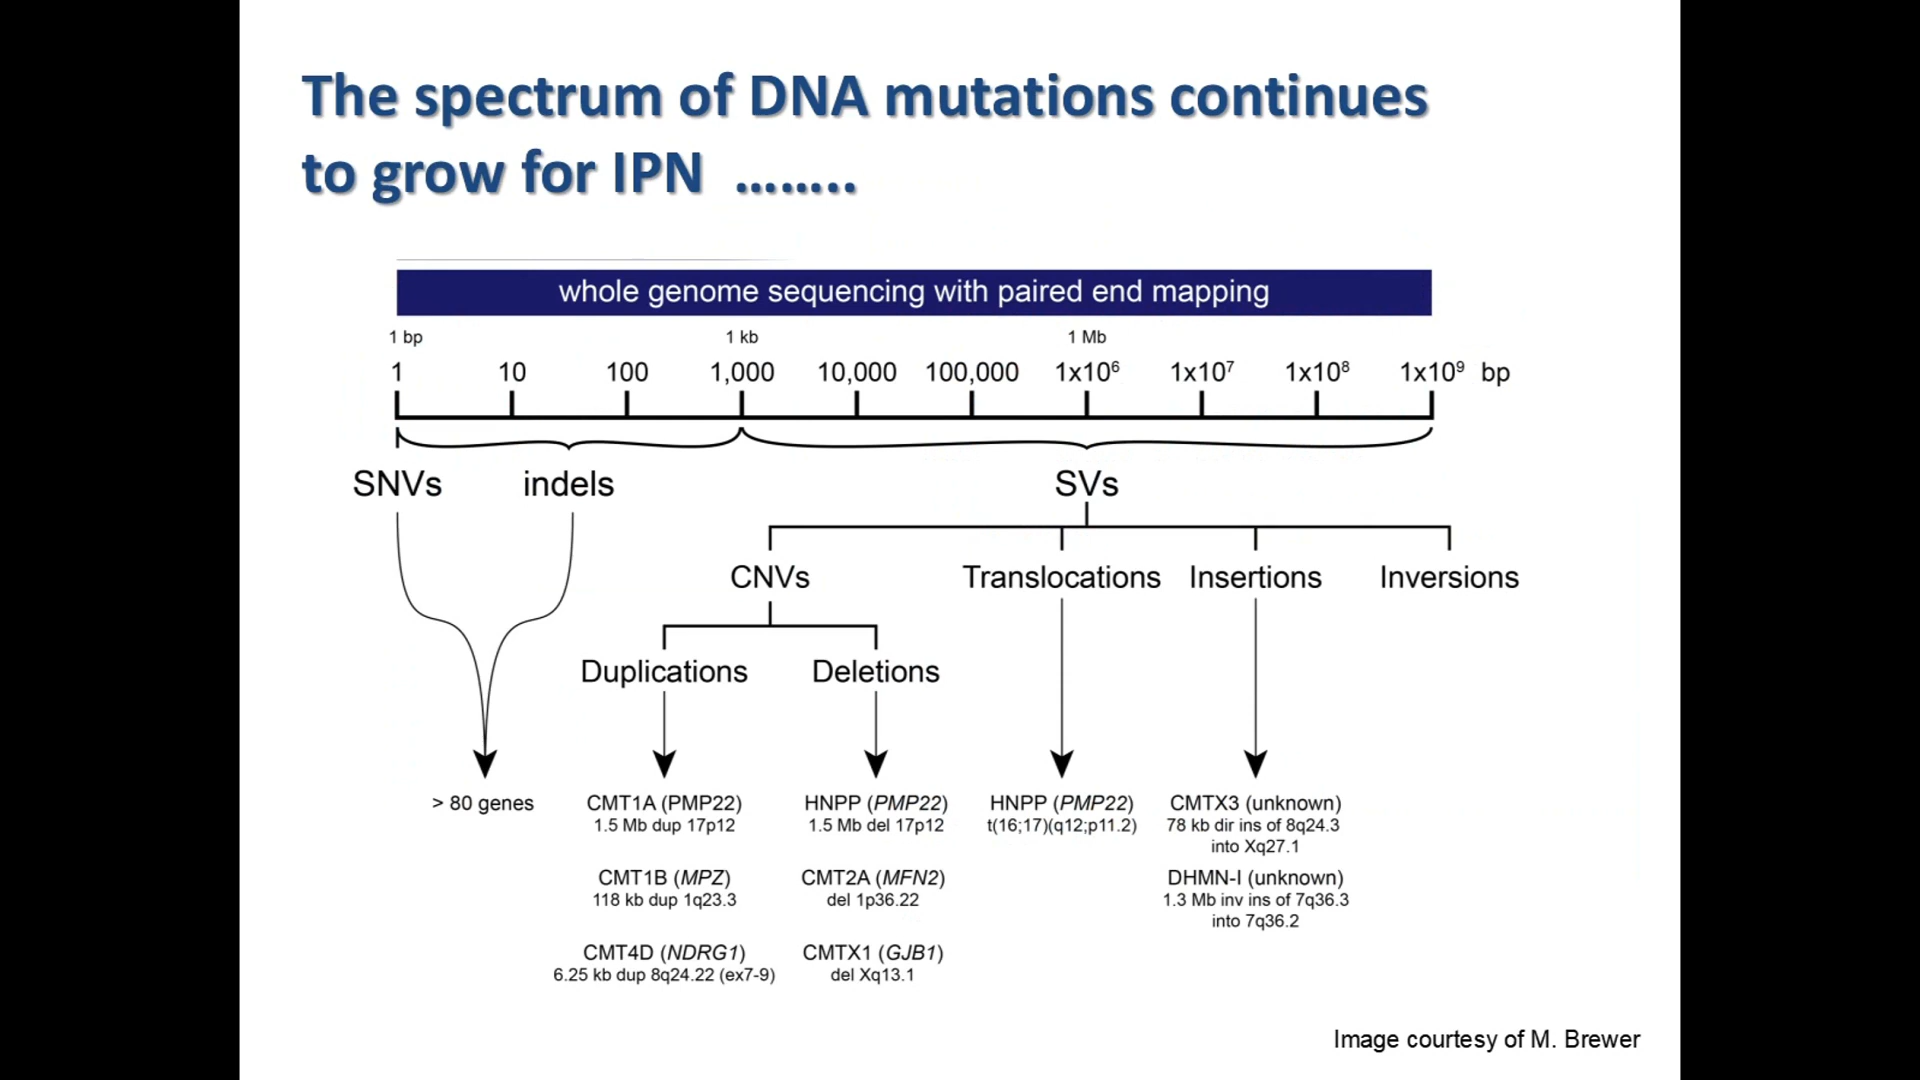 The spectrum of DNA mutations continues
to grow for IPN ........
whole genome sequencing with paired end mapping
1 bp 1 kb 1 Mb
1 10 100 1,000 10,000 100,000 1x10⁶ 1x10⁷ 1x10⁸ 1x10⁹ bp
SNVs indels SVs
CNVs Translocations Insertions Inversions
Duplications Deletions
> 80 genes
CMT1A (PMP22)
1.5 Mb dup 17p12
CMT1B (MPZ)
118 kb dup 1q23.3
CMT4D (NDRG1)
6.25 kb dup 8q24.22 (ex7-9)
HNPP (PMP22)
1.5 Mb del 17p12
CMT2A (MFN2)
del 1p36.22
CMTX1 (GJB1)
del Xq13.1
HNPP (PMP22)
t(16;17)(q12;p11.2)
CMTX3 (unknown)
78 kb dir ins of 8q24.3
into Xq27.1
DHMN-I (unknown)
1.3 Mb inv ins of 7q36.3
into 7q36.2
Image courtesy of M. Brewer